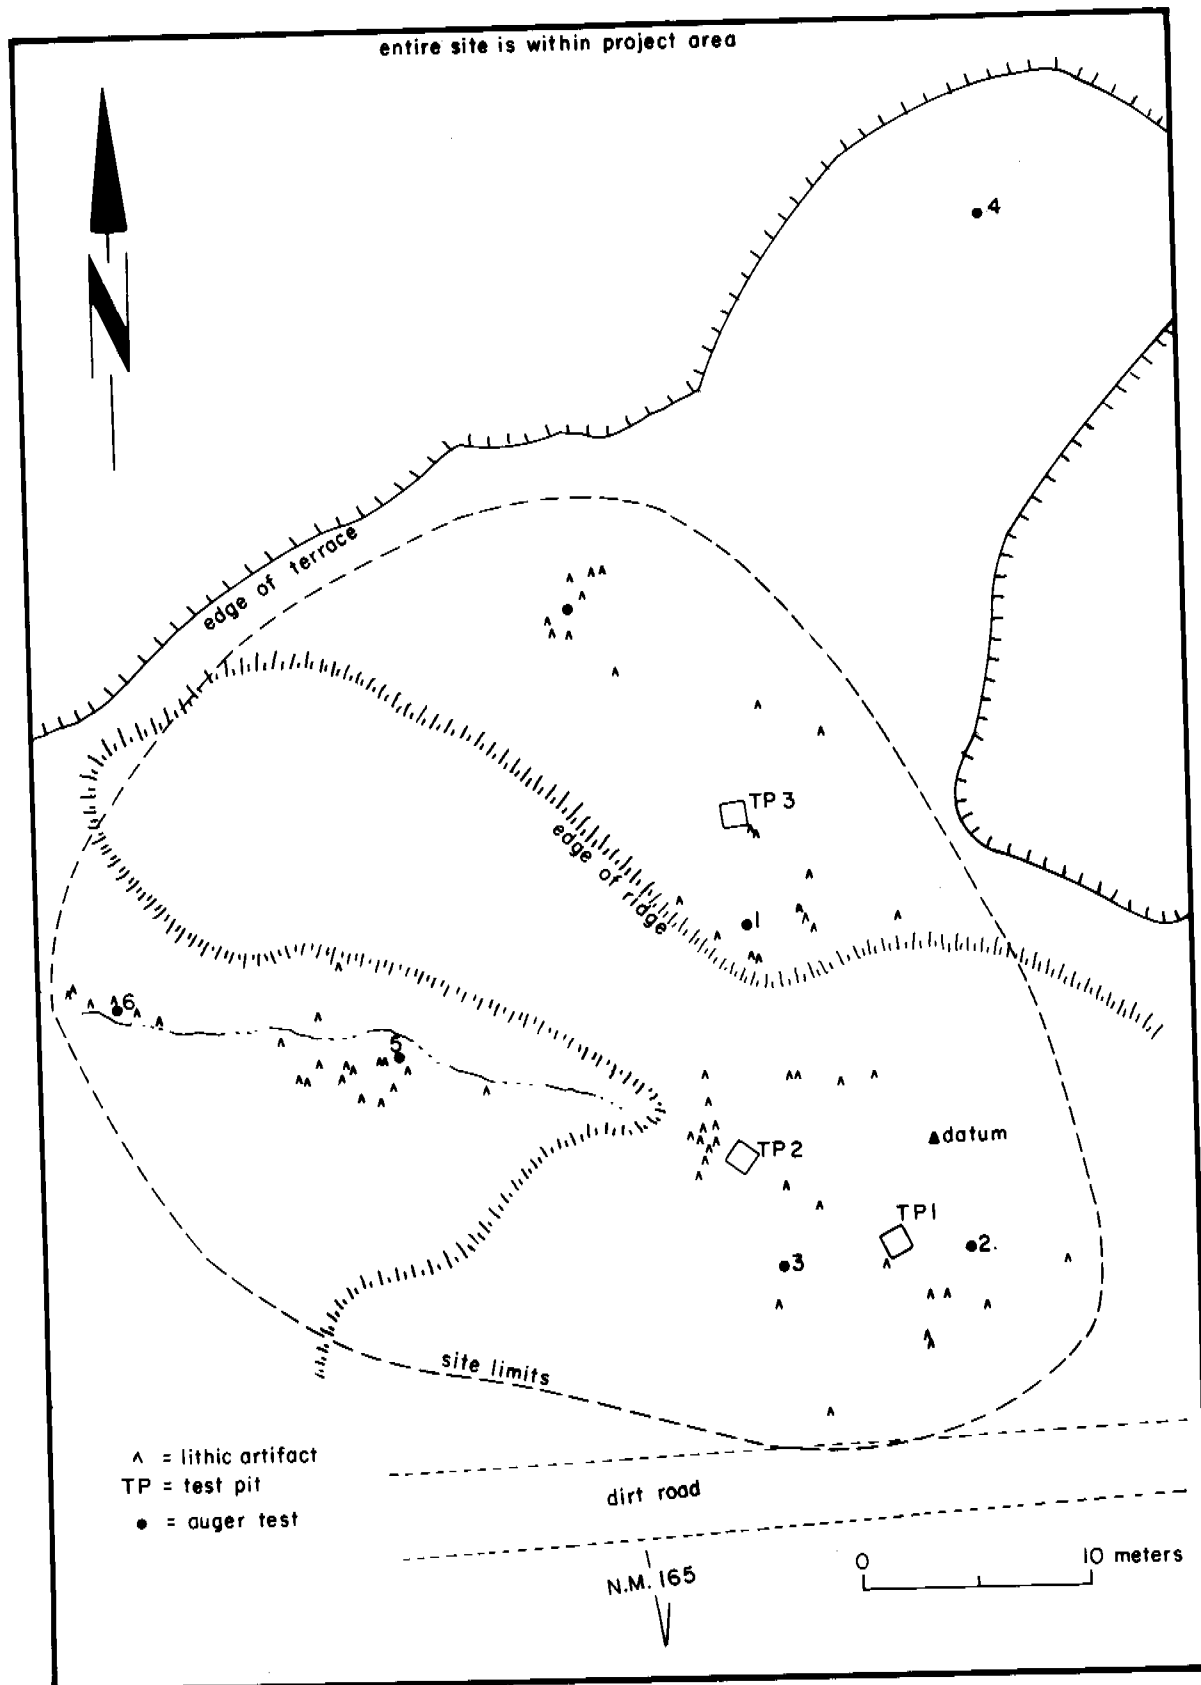 entire site is within project area
N
4
edge of terrace
TP 3
edge of ridge
1
6
5
datum
TP 2
TP 1
2.
3
site limits
^ = lithic artifact
TP = test pit
● = auger test
dirt road
0 10 meters
N.M. 165